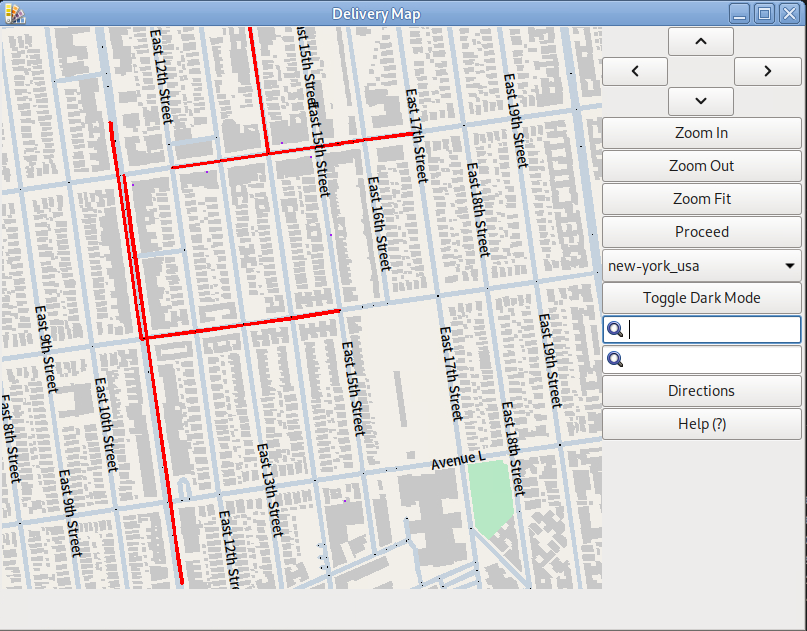 Delivery Map
East 12th Street
East 15th Street
East 15th Street
East 17th Street
East 19th Street
East 16th Street
East 18th Street
East 9th Street
East 8th Street
East 10th Street
East 9th Street
East 15th Street
East 17th Street
East 19th Street
East 13th Street
East 12th Stre
Avenue L
East 18th Street
Zoom In
Zoom Out
Zoom Fit
Proceed
new-york_usa
Toggle Dark Mode
Directions
Help (?)